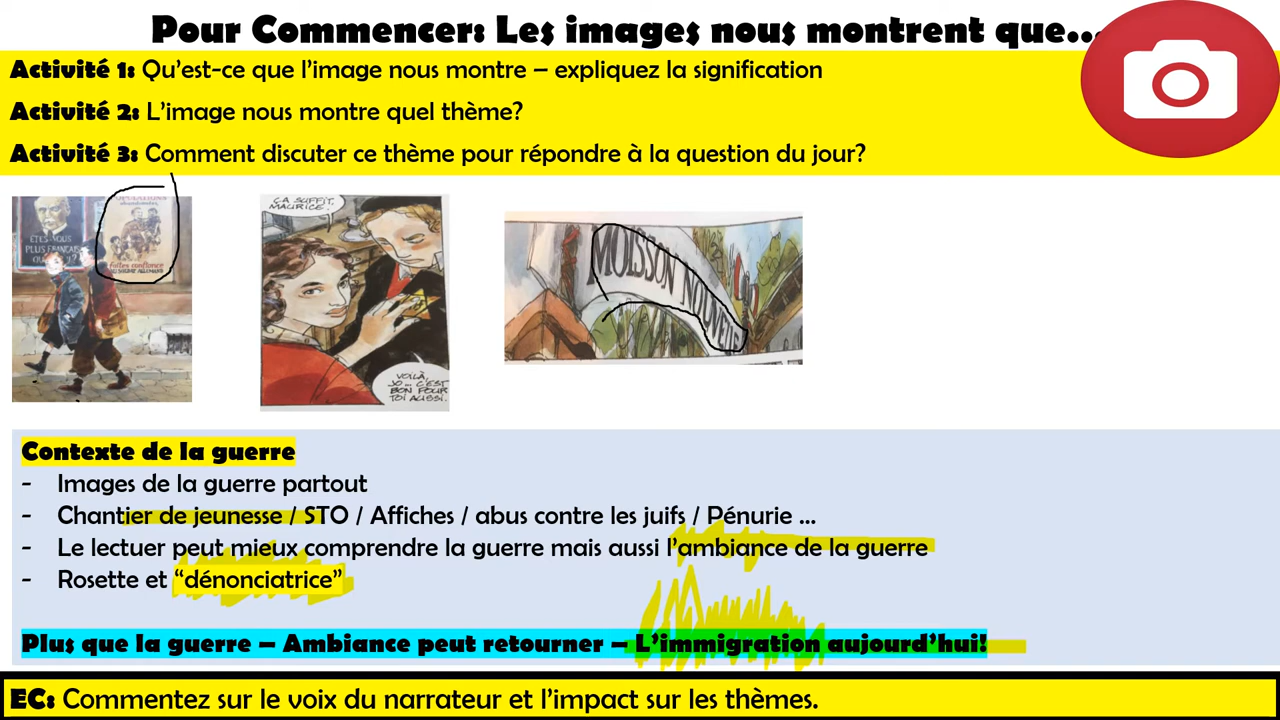 Pour Commencer: Les images nous montrent que...
Activité 1: Qu'est-ce que l'image nous montre – expliquez la signification
Activité 2: L'image nous montre quel thème?
Activité 3: Comment discuter ce thème pour répondre à la question du jour?
ÊTES-VOUS
PLUS FRANÇAIS
QUE
Faites confiance
AU SOLDAT ALLEMAND
ÇA SUFFIT,
MAURICE.
VOILÀ,
JO... C'EST
BON POUR
TOI AUSSI.
MOISSON NOUVELLE
Contexte de la guerre
- Images de la guerre partout
- Chantier de jeunesse / STO / Affiches / abus contre les juifs / Pénurie ...
- Le lectuer peut mieux comprendre la guerre mais aussi l'ambiance de la guerre
- Rosette et "dénonciatrice"
Plus que la guerre – Ambiance peut retourner – L'immigration aujourd'hui!
EC: Commentez sur le voix du narrateur et l'impact sur les thèmes.